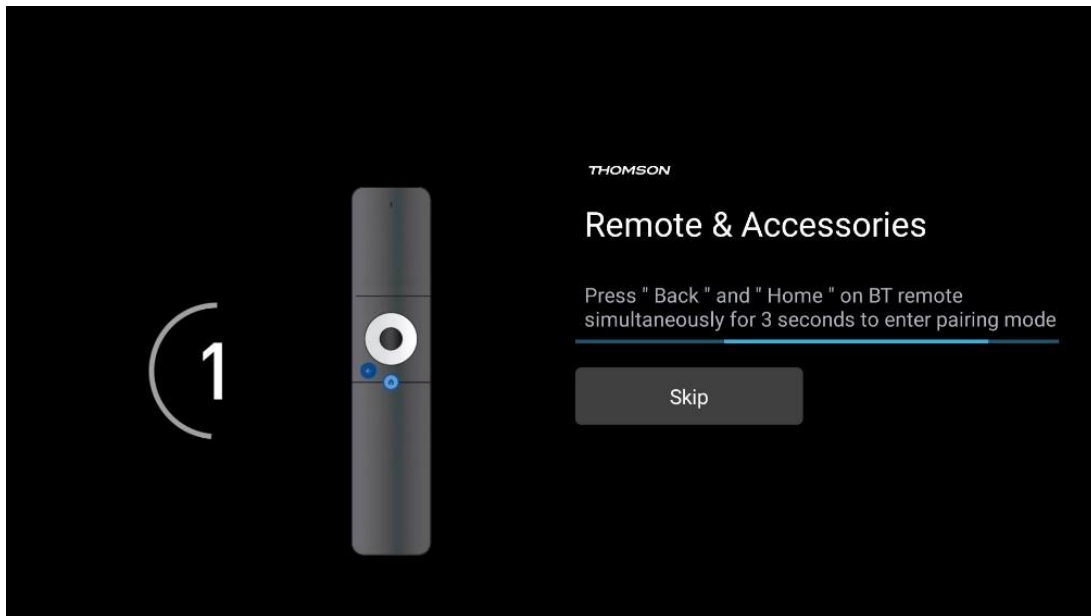 THOMSON
Remote & Accessories
Press " Back " and " Home " on BT remote
simultaneously for 3 seconds to enter pairing mode
1
Skip